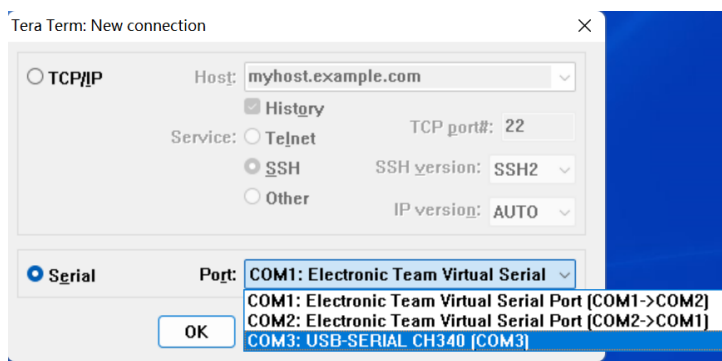 Tera Term: New connection
TCP/IP Host: myhost.example.com
History
Service: Telnet TCP port#: 22
SSH SSH version: SSH2
Other IP version: AUTO
Serial Port: COM1: Electronic Team Virtual Serial
COM1: Electronic Team Virtual Serial Port (COM1->COM2)
COM2: Electronic Team Virtual Serial Port (COM2->COM1)
OK COM3: USB-SERIAL CH340 (COM3)